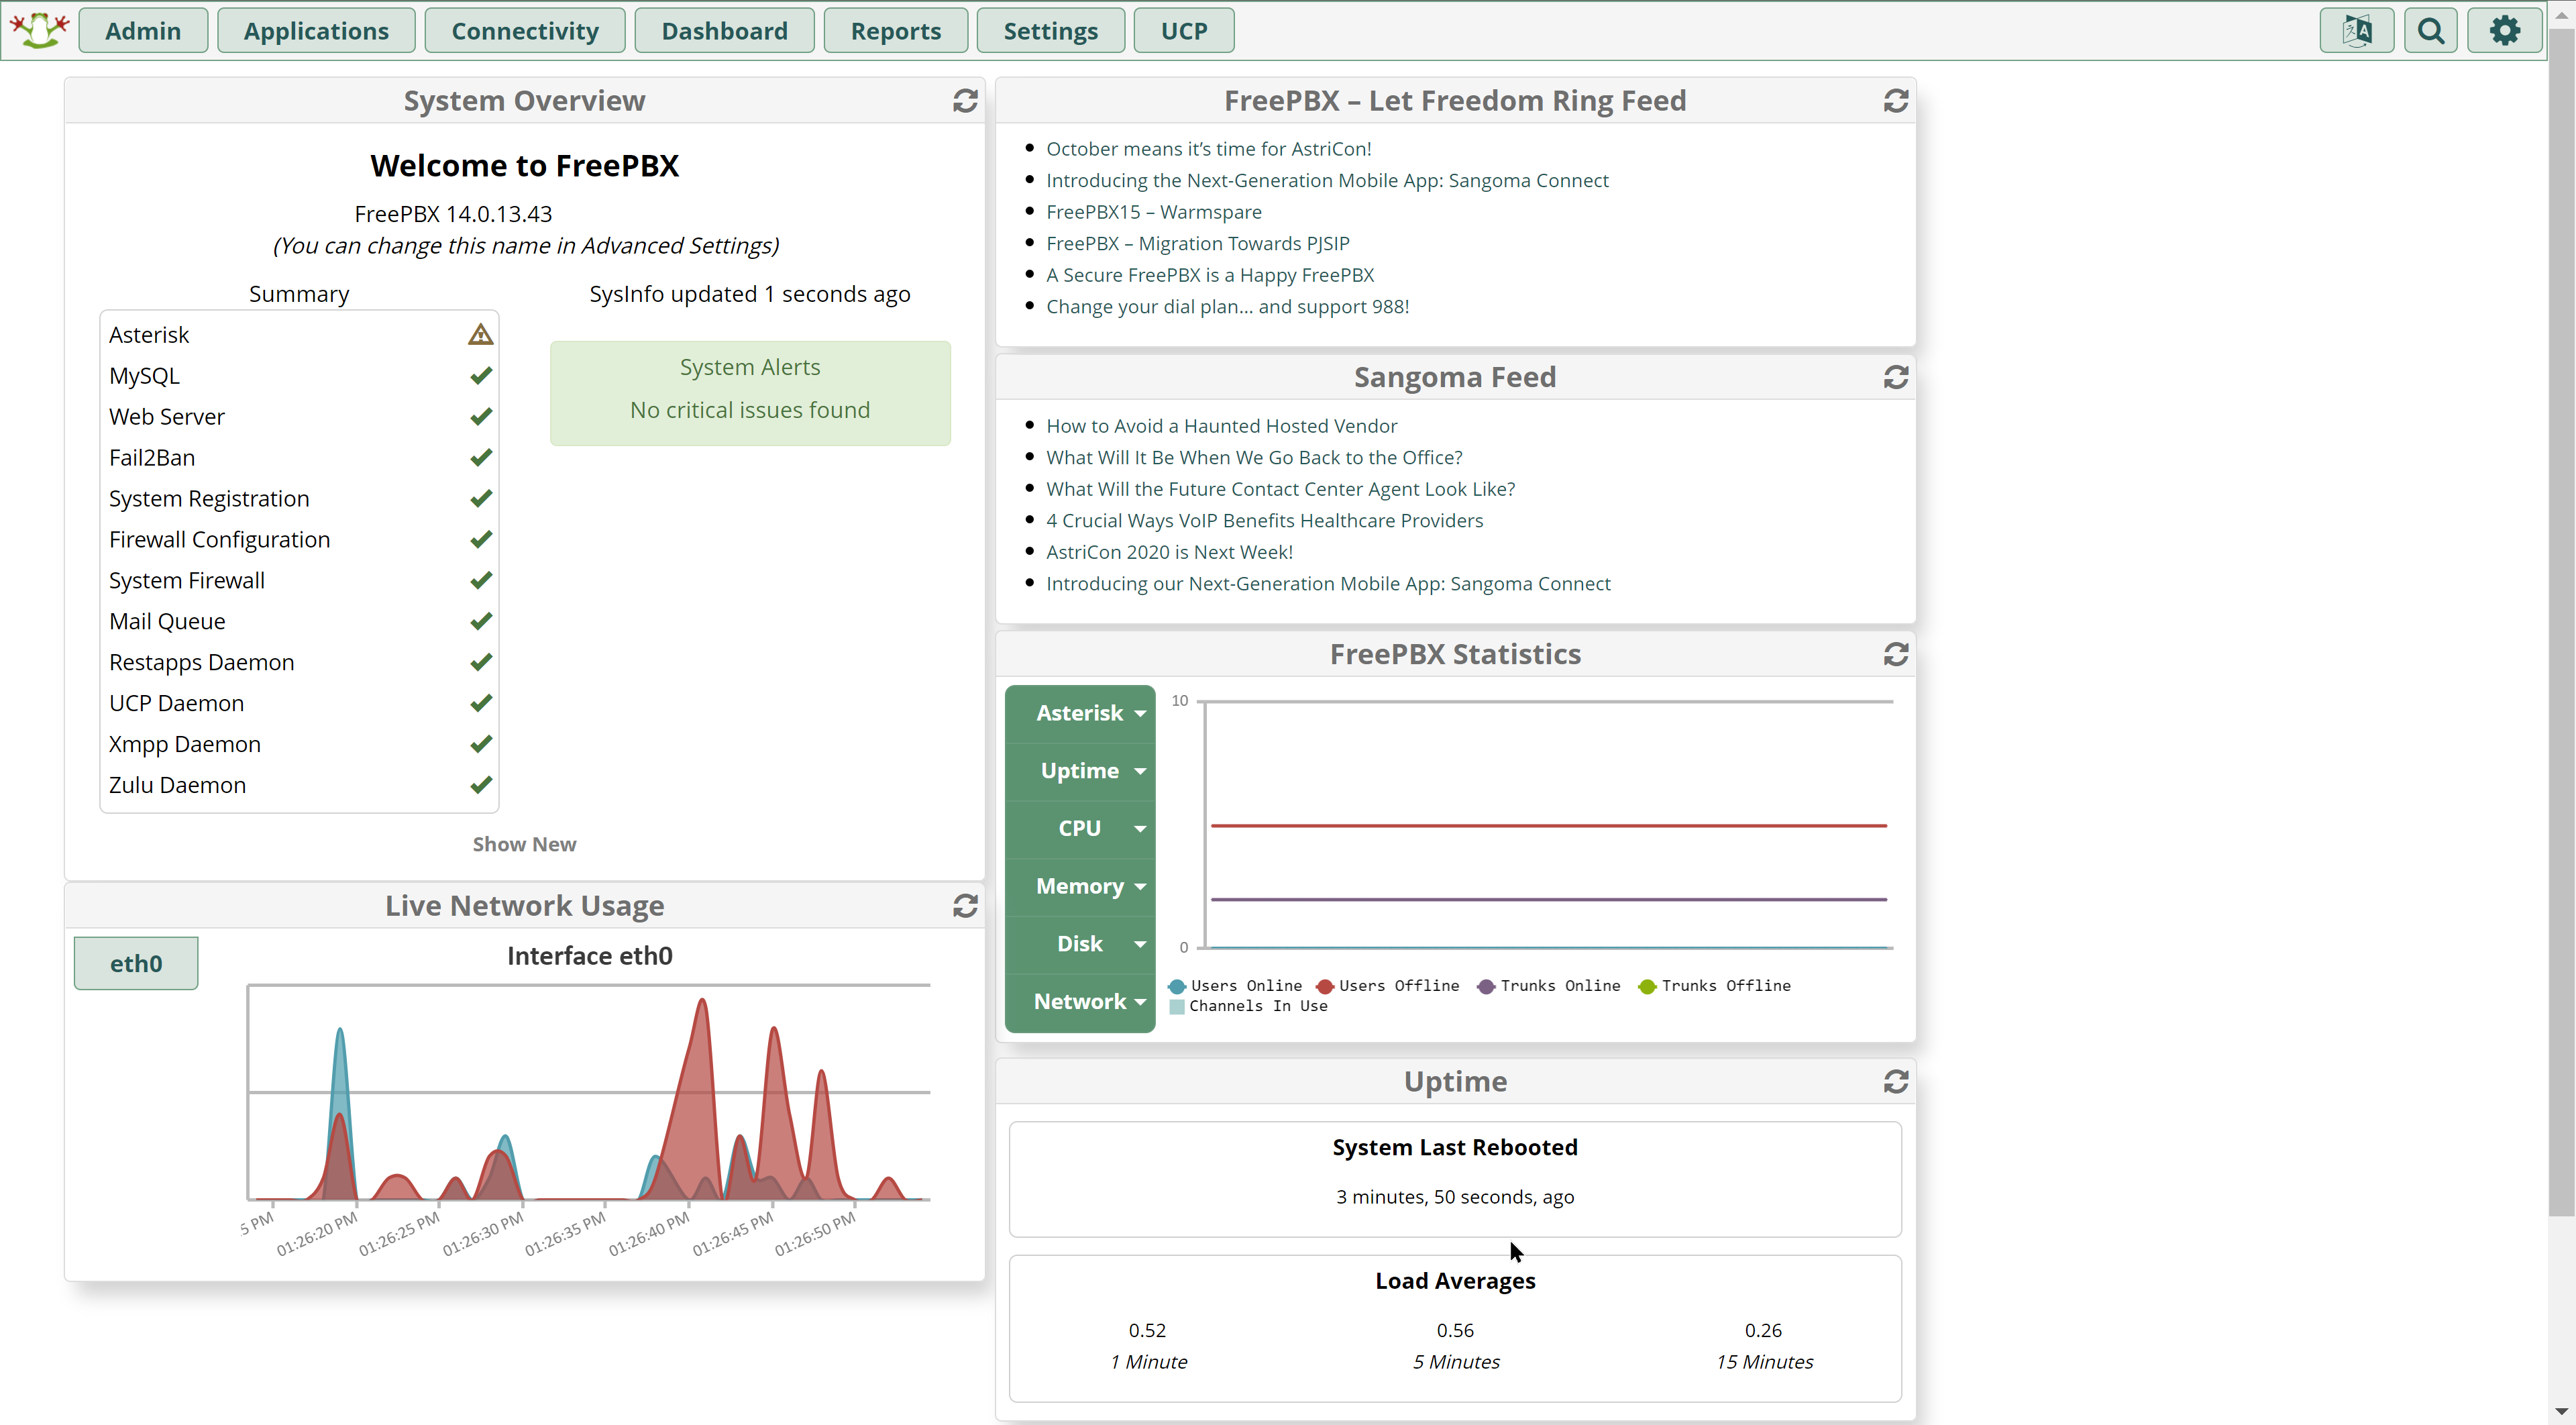 Admin Applications Connectivity Dashboard Reports Settings UCP
System Overview
Welcome to FreePBX
FreePBX 14.0.13.43
(You can change this name in Advanced Settings)
Summary
Asterisk
MySQL
Web Server
Fail2Ban
System Registration
Firewall Configuration
System Firewall
Mail Queue
Restapps Daemon
UCP Daemon
Xmpp Daemon
Zulu Daemon
SysInfo updated 1 seconds ago
System Alerts
No critical issues found
Show New
Live Network Usage
eth0
Interface eth0
5 PM 01:26:20 PM 01:26:25 PM 01:26:30 PM 01:26:35 PM 01:26:40 PM 01:26:45 PM 01:26:50 PM
FreePBX – Let Freedom Ring Feed
October means it’s time for AstriCon!
Introducing the Next-Generation Mobile App: Sangoma Connect
FreePBX15 – Warmspare
FreePBX – Migration Towards PJSIP
A Secure FreePBX is a Happy FreePBX
Change your dial plan… and support 988!
Sangoma Feed
How to Avoid a Haunted Hosted Vendor
What Will It Be When We Go Back to the Office?
What Will the Future Contact Center Agent Look Like?
4 Crucial Ways VoIP Benefits Healthcare Providers
AstriCon 2020 is Next Week!
Introducing our Next-Generation Mobile App: Sangoma Connect
FreePBX Statistics
Asterisk
Uptime
CPU
Memory
Disk
Network
10
0
Users Online Users Offline Trunks Online Trunks Offline
Channels In Use
Uptime
System Last Rebooted
3 minutes, 50 seconds, ago
Load Averages
0.52 0.56 0.26
1 Minute 5 Minutes 15 Minutes